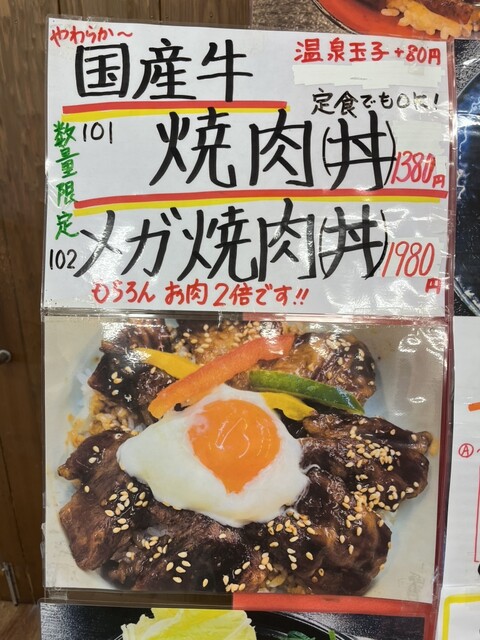 やわらか～
国産牛
温泉玉子+80円
定食でもOK!
数量限定
101
焼肉(丼)
1380円
102
メガ焼肉(丼)
1980円
もちろんお肉2倍です!!
A